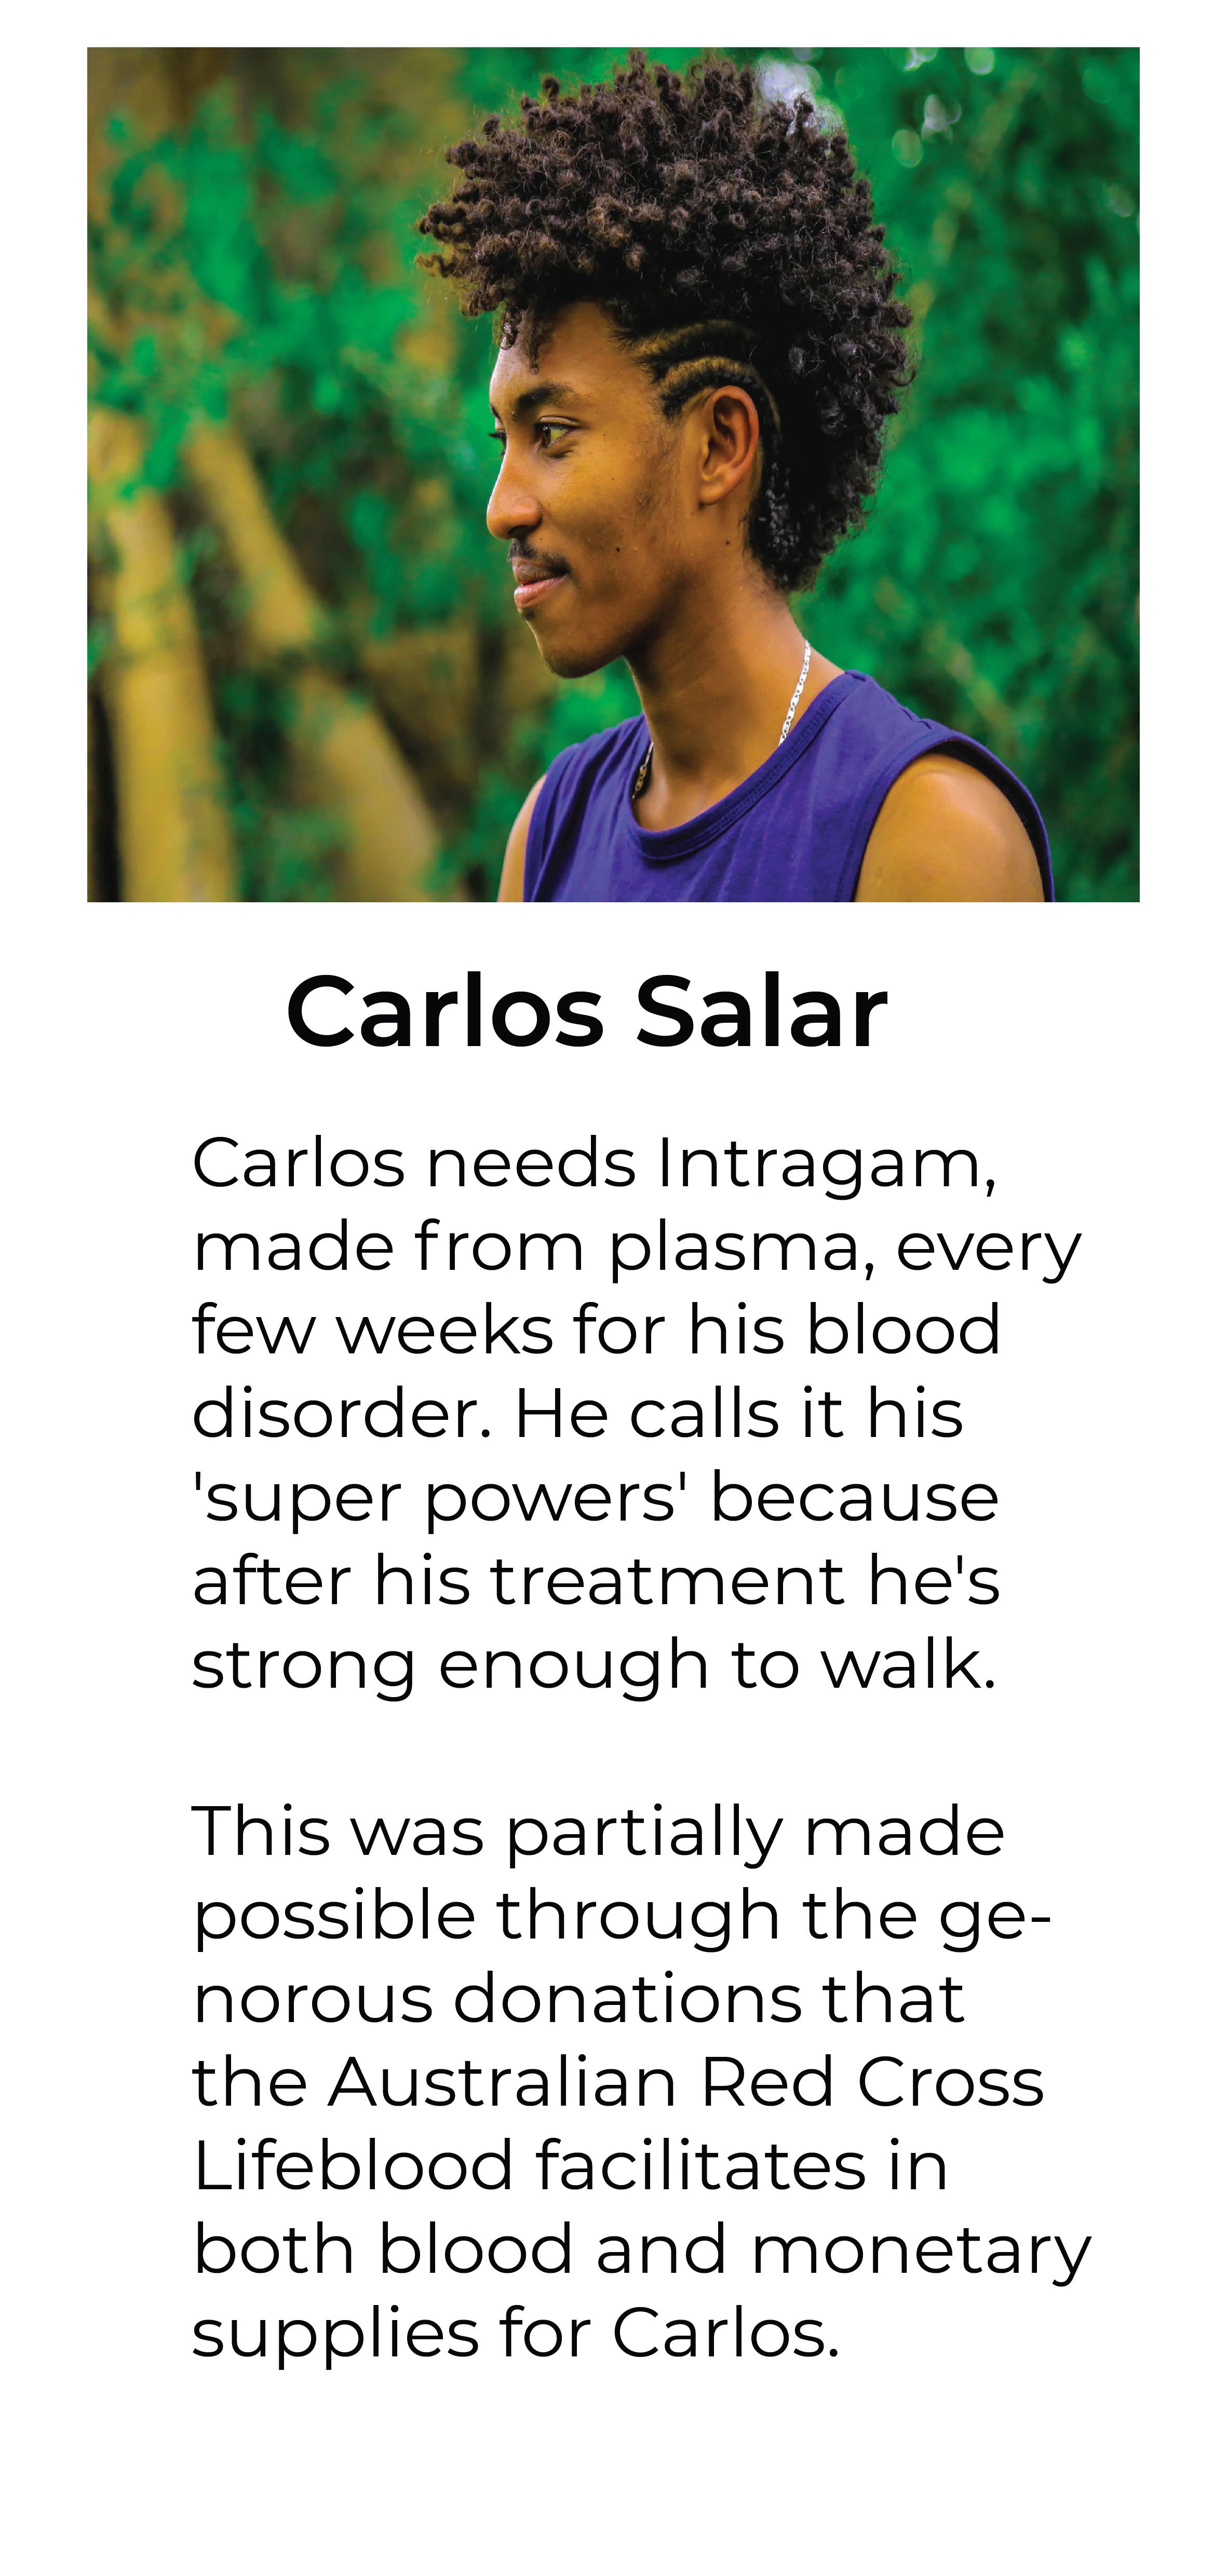 Carlos Salar
Carlos needs Intragam,
made from plasma, every
few weeks for his blood
disorder. He calls it his
'super powers' because
after his treatment he's
strong enough to walk.
This was partially made
possible through the ge-
norous donations that
the Australian Red Cross
Lifeblood facilitates in
both blood and monetary
supplies for Carlos.